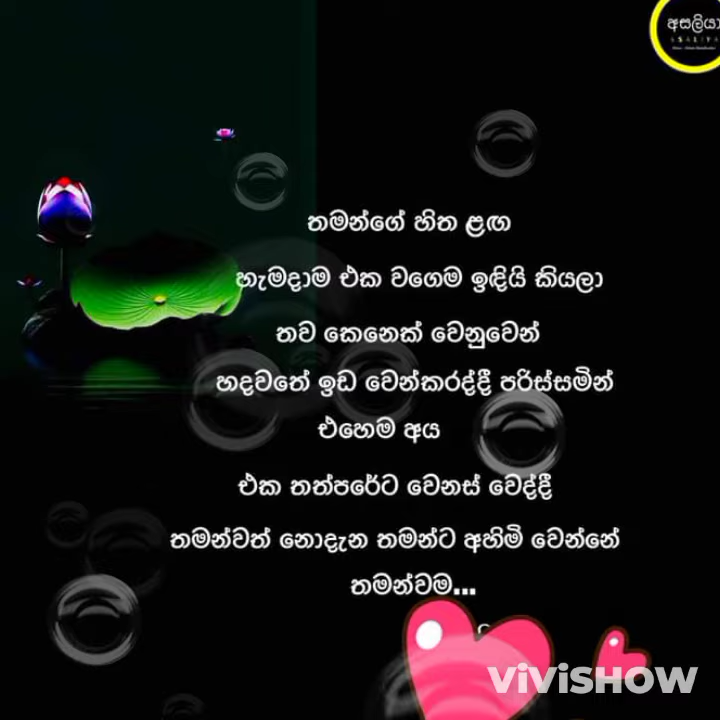 අසලියා
තමන්ගේ හිත ළඟ
හැමදාම එක වගෙම ඉඳියි කියලා
තව කෙනෙක් වෙනුවෙන්
හදවතේ ඉඩ වෙන්කරද්දී පරිස්සමින්
එහෙම අය
එක තත්පරේට වෙනස් වෙද්දී
තමන්වත් නොදැන තමන්ට අහිමි වෙන්නේ
තමන්වම...
ViViSHOW